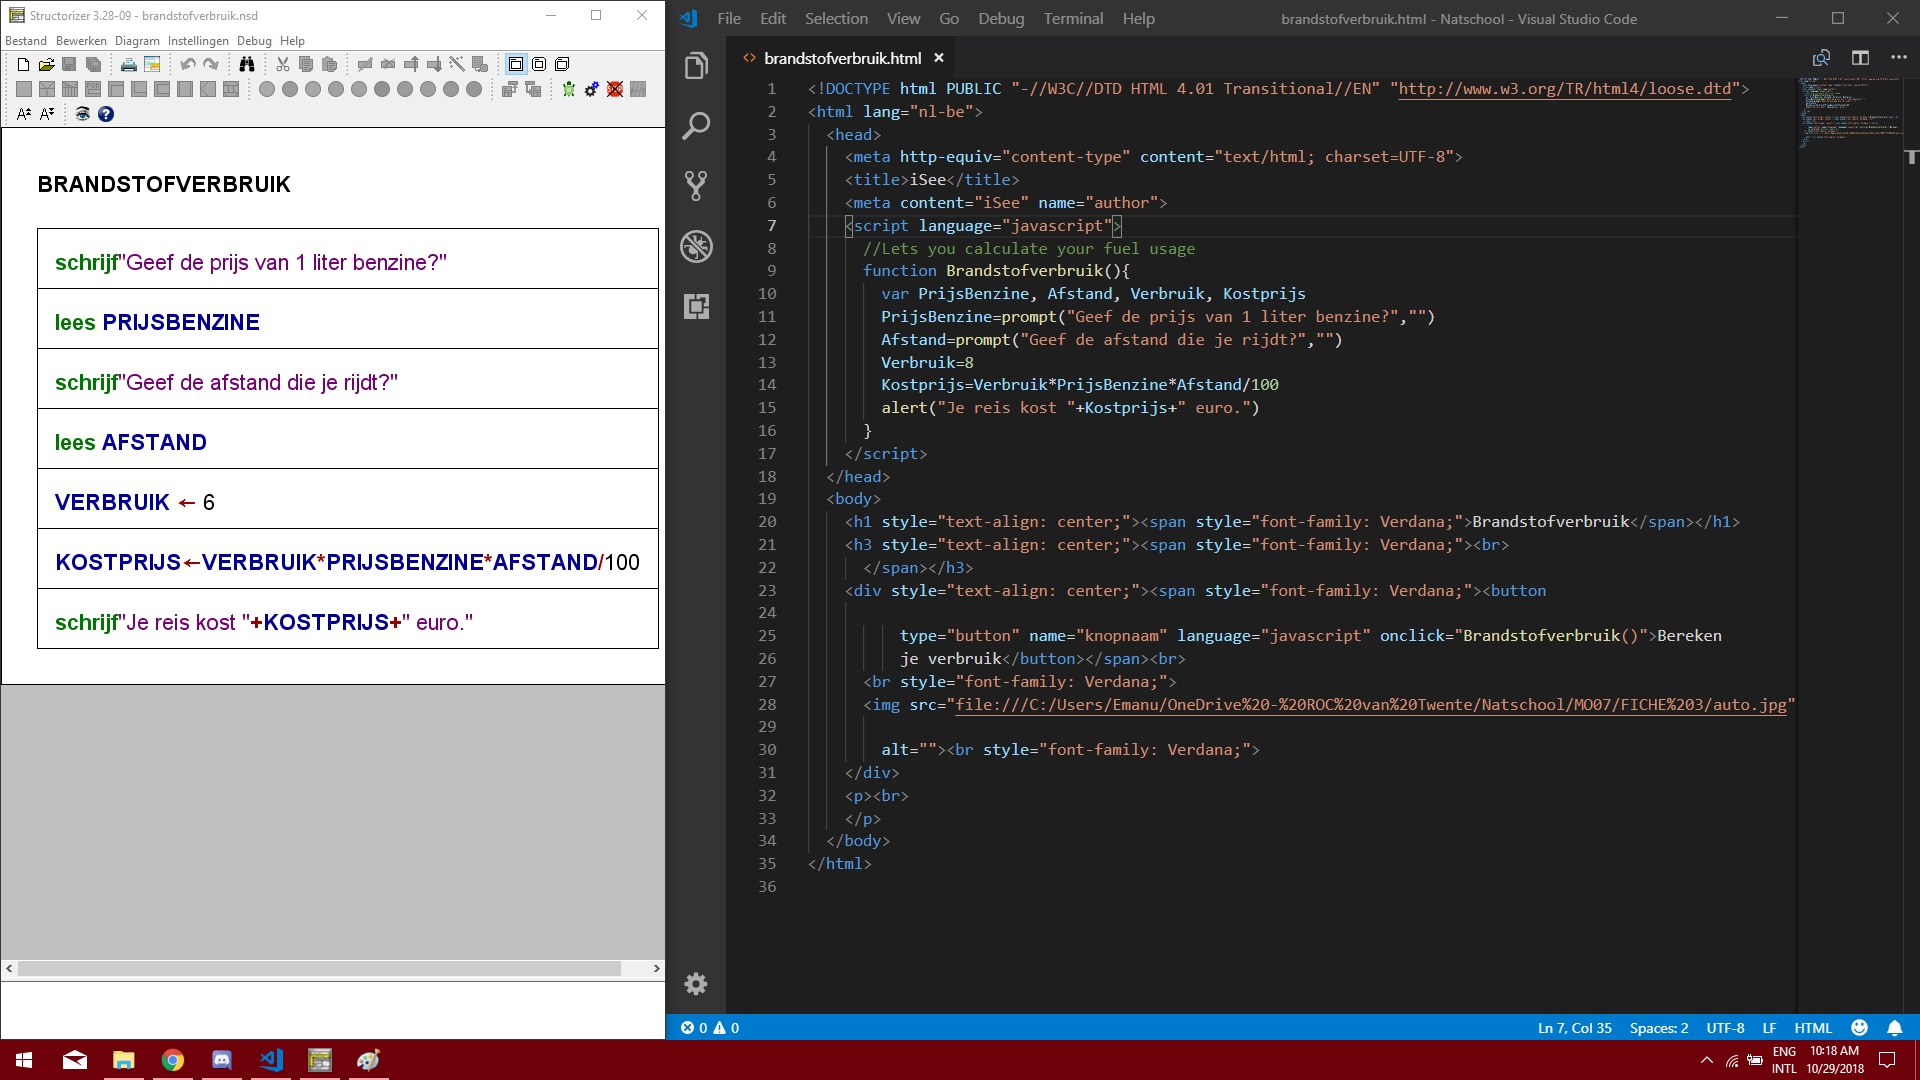 Structorizer 3.28-09 - brandstofverbruik.nsd
Bestand Bewerken Diagram Instellingen Debug Help
BRANDSTOFVERBRUIK
schrijf"Geef de prijs van 1 liter benzine?"
lees PRIJSBENZINE
schrijf"Geef de afstand die je rijdt?"
lees AFSTAND
VERBRUIK ← 6
KOSTPRIJS←VERBRUIK*PRIJSBENZINE*AFSTAND/100
schrijf"Je reis kost "+KOSTPRIJS+" euro."
File Edit Selection View Go Debug Terminal Help
brandstofverbruik.html - Natschool - Visual Studio Code
brandstofverbruik.html
1 <!DOCTYPE html PUBLIC "-//W3C//DTD HTML 4.01 Transitional//EN" "http://www.w3.org/TR/html4/loose.dtd">
2 <html lang="nl-be">
3 <head>
4 <meta http-equiv="content-type" content="text/html; charset=UTF-8">
5 <title>iSee</title>
6 <meta content="iSee" name="author">
7 <script language="javascript">
8 //Lets you calculate your fuel usage
9 function Brandstofverbruik(){
10 var PrijsBenzine, Afstand, Verbruik, Kostprijs
11 PrijsBenzine=prompt("Geef de prijs van 1 liter benzine?","")
12 Afstand=prompt("Geef de afstand die je rijdt?","")
13 Verbruik=8
14 Kostprijs=Verbruik*PrijsBenzine*Afstand/100
15 alert("Je reis kost "+Kostprijs+" euro.")
16 }
17 </script>
18 </head>
19 <body>
20 <h1 style="text-align: center;"><span style="font-family: Verdana;">Brandstofverbruik</span></h1>
21 <h3 style="text-align: center;"><span style="font-family: Verdana;"><br>
22 </span></h3>
23 <div style="text-align: center;"><span style="font-family: Verdana;"><button
24
25 type="button" name="knopnaam" language="javascript" onclick="Brandstofverbruik()">Bereken
26 je verbruik</button></span><br>
27 <br style="font-family: Verdana;">
28 <img src="file:///C:/Users/Emanu/OneDrive%20-%20ROC%20van%20Twente/Natschool/MO07/FICHE%203/auto.jpg"
29
30 alt=""><br style="font-family: Verdana;">
31 </div>
32 <p><br>
33 </p>
34 </body>
35 </html>
36
0 0
Ln 7, Col 35 Spaces: 2 UTF-8 LF HTML
ENG INTL
10:18 AM
10/29/2018